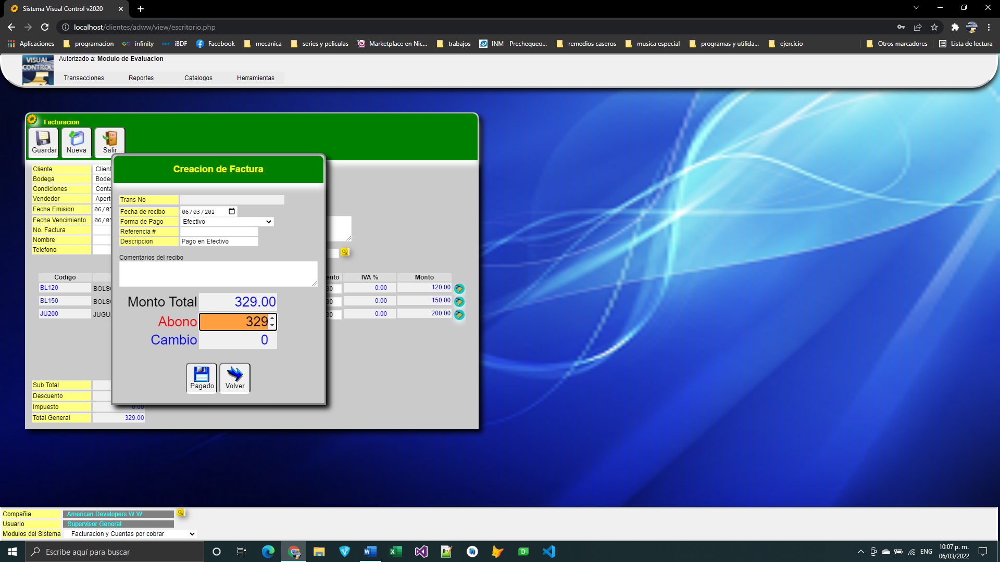 Sistema Visual Control v2020
localhost/clientes/adww/view/escritorio.php
Aplicaciones programacion infinity iBDF Facebook mecanica series y peliculas Marketplace en Nic... trabajos INM - Prechequeo... remedios caseros musica especial programas y utilida... ejercicio Otros marcadores Lista de lectura
VISUAL CONTROL
Autorizado a: Modulo de Evaluacion
Transacciones Reportes Catalogos Herramientas
Facturacion
Guardar Nueva Salir
Cliente Client
Bodega
Condiciones Conta
Vendedor Apert
Fecha Emision 06/03
Fecha Vencimiento 06/03
No. Factura
Nombre
Telefono
Creacion de Factura
Trans No
Fecha de recibo 06/03/202
Forma de Pago Efectivo
Referencia #
Descripcion Pago en Efectivo
Comentarios del recibo
Monto Total 329.00
Abono 329
Cambio 0
Pagado Volver
Codigo ento IVA % Monto
BL120 BOLS 30 0.00 120.00
BL150 BOLS 30 0.00 150.00
JU200 JUGU 30 0.00 200.00
Sub Total
Descuento
Impuesto 0.00
Total General 329.00
Compañia American Developers W W
Usuario Supervisor General
Modulos del Sistema Facturacion y Cuentas por cobrar
Escribe aquí para buscar
ENG
10:07 p. m.
06/03/2022